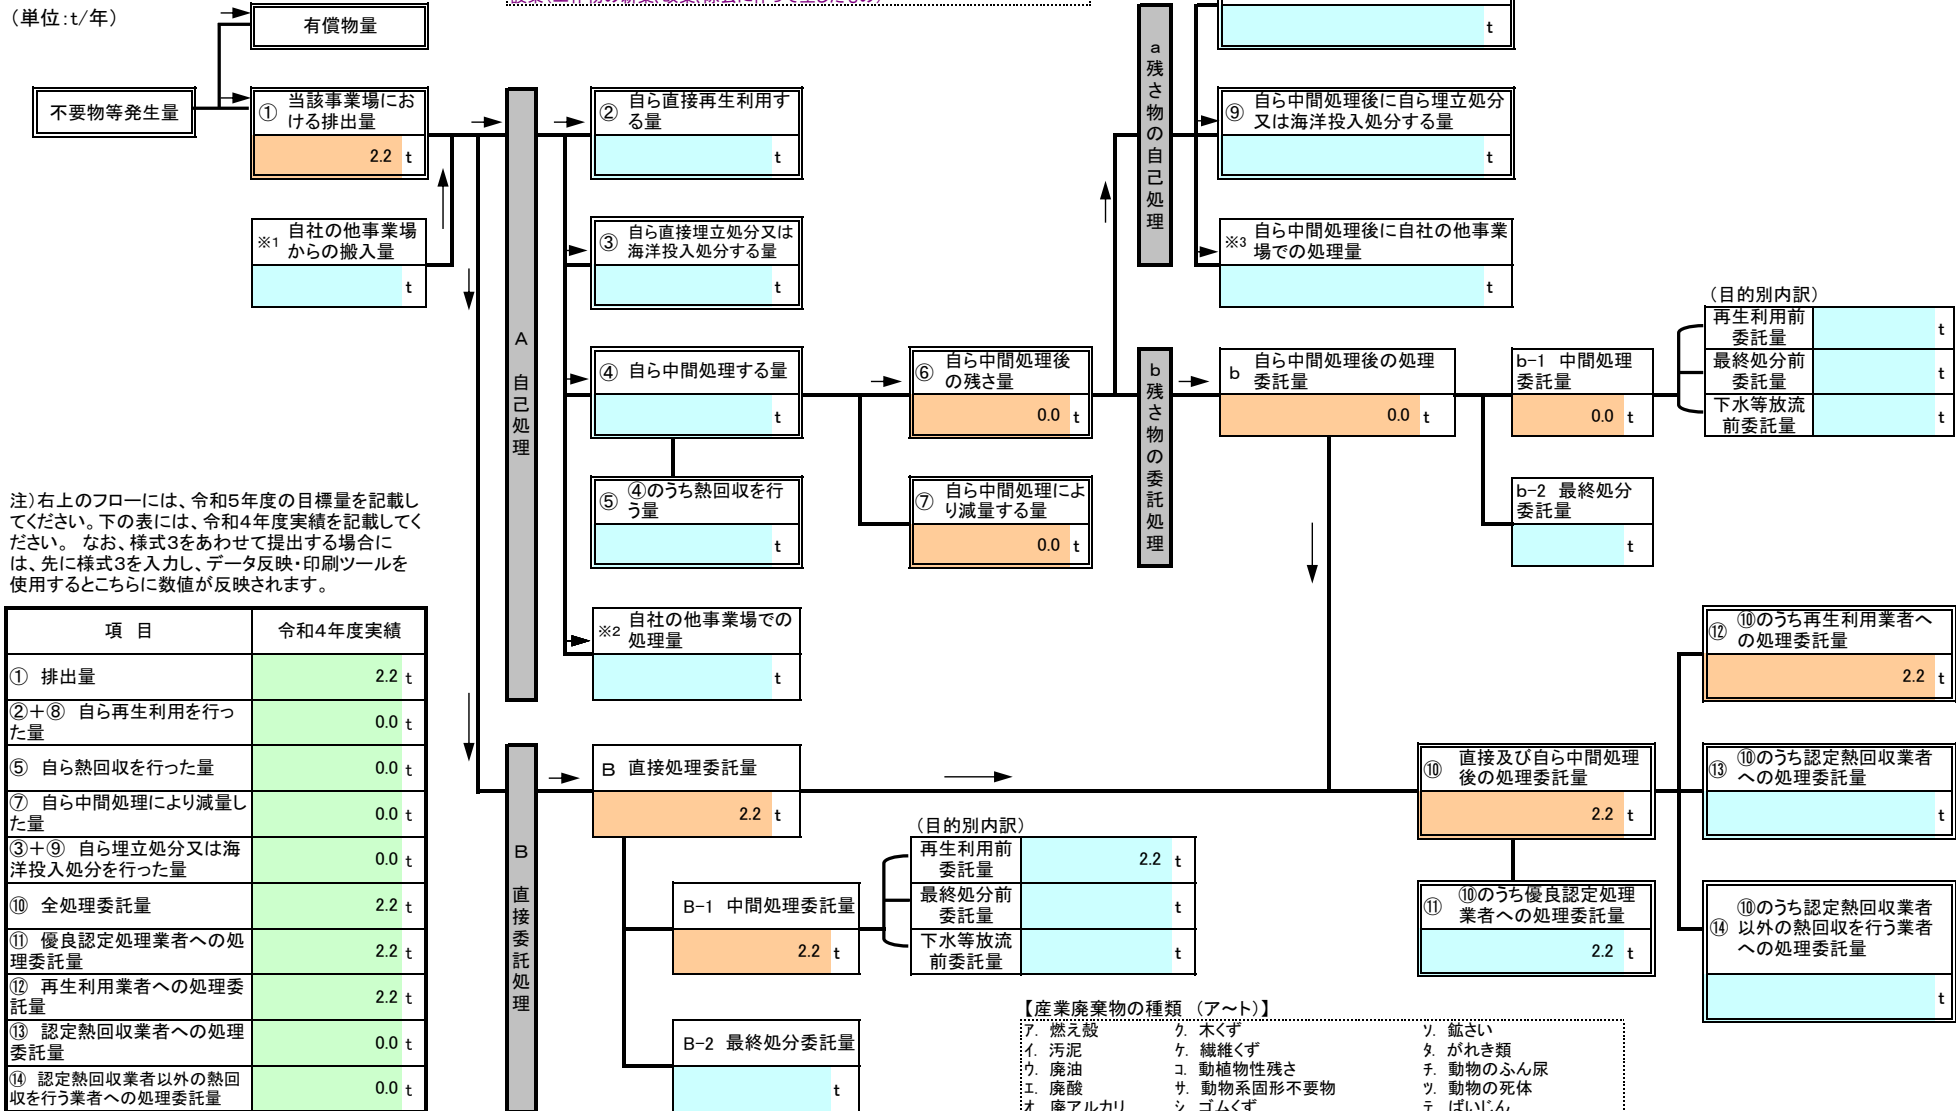 （単位:ｔ/年）
有償物量
t
不要物等発生量
① 当該事業場にお
ける排出量
2.2 t
※1 自社の他事業場
からの搬入量
t
A 自己処理
② 自ら直接再生利用す
る量
t
③ 自ら直接埋立処分又は
海洋投入処分する量
t
④ 自ら中間処理する量
t
⑤ ④のうち熱回収を行
う量
t
※2 自社の他事業場での
処理量
t
⑥ 自ら中間処理後
の残さ量
0.0 t
⑦ 自ら中間処理によ
り減量する量
0.0 t
a 残さ物の自己処理
⑨ 自ら中間処理後に自ら埋立処分
又は海洋投入処分する量
t
※3 自ら中間処理後に自社の他事業
場での処理量
t
b 残さ物の委託処理
b 自ら中間処理後の処理
委託量
0.0 t
b-1 中間処理
委託量
0.0 t
（目的別内訳）
再生利用前
委託量
t
最終処分前
委託量
t
下水等放流
前委託量
t
b-2 最終処分
委託量
t
注）右上のフローには、令和５年度の目標量を記載し
てください。下の表には、令和４年度実績を記載してく
ださい。 なお、様式３をあわせて提出する場合に
は、先に様式３を入力し、データ反映・印刷ツールを
使用するとこちらに数値が反映されます。
項 目 令和４年度実績
① 排出量 2.2 t
②＋⑧ 自ら再生利用を行っ
た量 0.0 t
⑤ 自ら熱回収を行った量 0.0 t
⑦ 自ら中間処理により減量し
た量 0.0 t
③＋⑨ 自ら埋立処分又は海
洋投入処分を行った量 0.0 t
⑩ 全処理委託量 2.2 t
⑪ 優良認定処理業者への処
理委託量 2.2 t
⑫ 再生利用業者への処理委
託量 2.2 t
⑬ 認定熱回収業者への処理
委託量 0.0 t
⑭ 認定熱回収業者以外の熱回
収を行う業者への処理委託量 0.0 t
B 直接委託処理
B 直接処理委託量
2.2 t
B-1 中間処理委託量
2.2 t
（目的別内訳）
再生利用前
委託量
2.2 t
最終処分前
委託量
t
下水等放流
前委託量
t
B-2 最終処分委託量
t
⑩ 直接及び自ら中間処理
後の処理委託量
2.2 t
⑪ ⑩のうち優良認定処理
業者への処理委託量
2.2 t
⑫ ⑩のうち再生利用業者へ
の処理委託量
2.2 t
⑬ ⑩のうち認定熱回収業者
への処理委託量
t
⑭ ⑩のうち認定熱回収業者
以外の熱回収を行う業者
への処理委託量
t
【産業廃棄物の種類 （ア～ト）】
ｱ. 燃え殻 ｸ. 木くず ｿ. 鉱さい
ｲ. 汚泥 ｹ. 繊維くず ﾀ. がれき類
ｳ. 廃油 ｺ. 動植物性残さ ﾁ. 動物のふん尿
ｴ. 廃酸 ｻ. 動物系固形不要物 ﾂ. 動物の死体
ｵ. 廃アルカリ ｼ. ゴムくず ﾃ. ばいじん